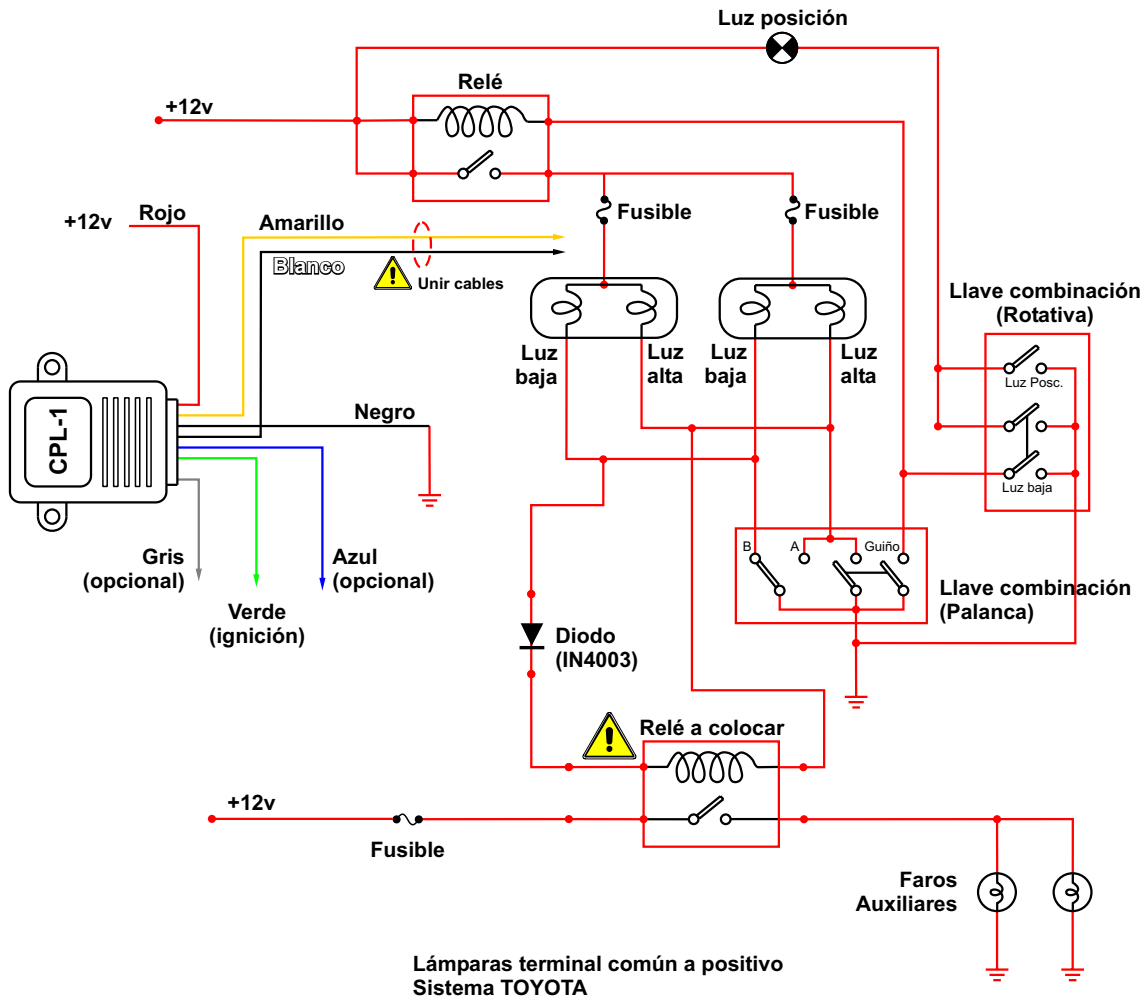 Luz posición
Relé
+12v
+12v
Rojo
Amarillo
Blanco
Unir cables
Fusible
Fusible
Luz
baja
Luz
alta
Luz
baja
Luz
alta
Llave combinación
(Rotativa)
Luz Posc.
Luz baja
CPL-1
Negro
Gris
(opcional)
Verde
(ignición)
Azul
(opcional)
B
A
Guiño
Llave combinación
(Palanca)
Diodo
(IN4003)
Relé a colocar
+12v
Fusible
Faros
Auxiliares
Lámparas terminal común a positivo
Sistema TOYOTA